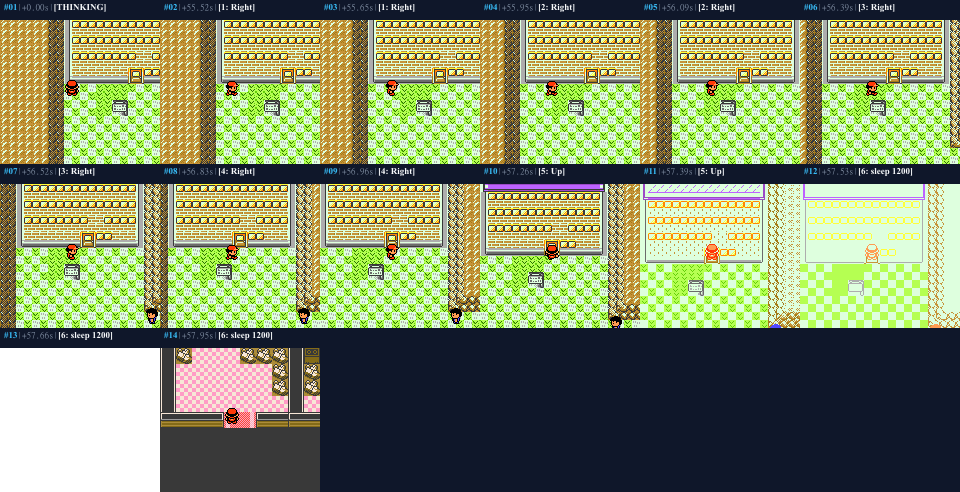 #01|+0.00s|[THINKING]
#02|+55.52s|[1: Right]
#03|+55.65s|[1: Right]
#04|+55.95s|[2: Right]
#05|+56.09s|[2: Right]
#06|+56.39s|[3: Right]
#07|+56.52s|[3: Right]
#08|+56.83s|[4: Right]
#09|+56.96s|[4: Right]
#10|+57.26s|[5: Up]
#11|+57.39s|[5: Up]
#12|+57.53s|[6: sleep 1200]
#13|+57.66s|[6: sleep 1200]
#14|+57.95s|[6: sleep 1200]